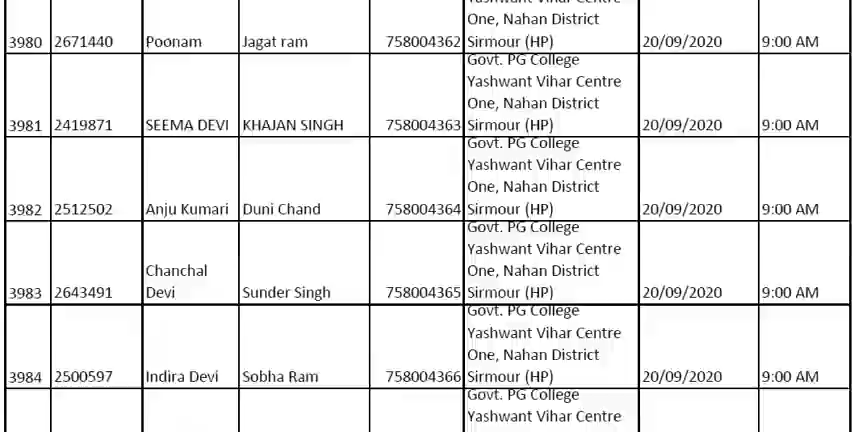 Yashwant Vihar Centre
One, Nahan District
3980 2671440 Poonam Jagat ram 758004362 Sirmour (HP) 20/09/2020 9:00 AM
Govt. PG College
Yashwant Vihar Centre
One, Nahan District
3981 2419871 SEEMA DEVI KHAJAN SINGH 758004363 Sirmour (HP) 20/09/2020 9:00 AM
Govt. PG College
Yashwant Vihar Centre
One, Nahan District
3982 2512502 Anju Kumari Duni Chand 758004364 Sirmour (HP) 20/09/2020 9:00 AM
Govt. PG College
Yashwant Vihar Centre
Chanchal One, Nahan District
3983 2643491 Devi Sunder Singh 758004365 Sirmour (HP) 20/09/2020 9:00 AM
Govt. PG College
Yashwant Vihar Centre
One, Nahan District
3984 2500597 Indira Devi Sobha Ram 758004366 Sirmour (HP) 20/09/2020 9:00 AM
Govt. PG College
Yashwant Vihar Centre